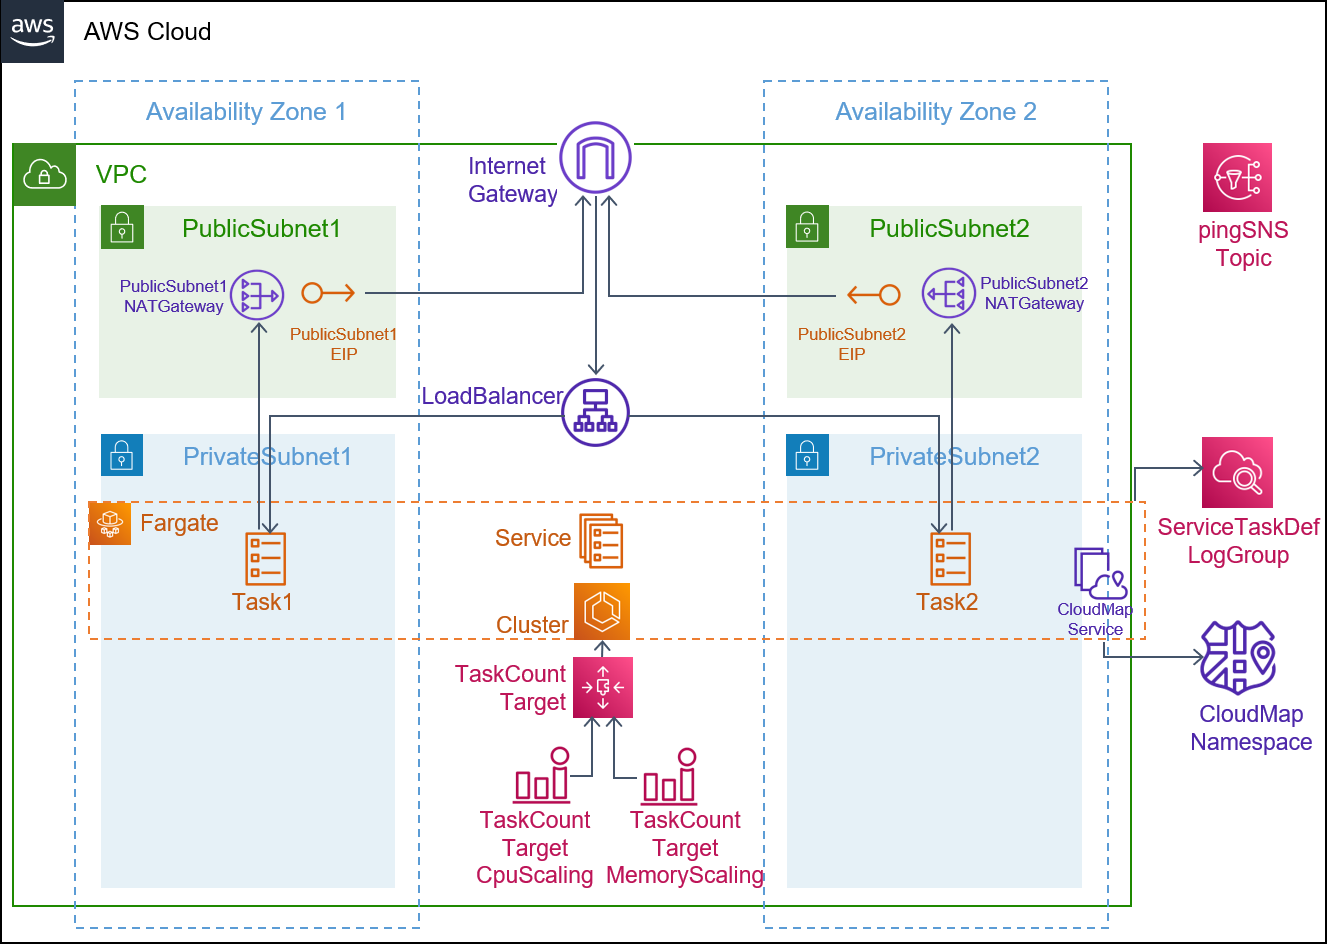 aws
AWS Cloud
Availability Zone 1
Availability Zone 2
VPC
Internet
Gateway
PublicSubnet1
PublicSubnet2
pingSNS
Topic
PublicSubnet1
NATGateway
PublicSubnet1
EIP
PublicSubnet2
EIP
PublicSubnet2
NATGateway
LoadBalancer
PrivateSubnet1
PrivateSubnet2
Fargate
Service
Task1
Task2
Cluster
CloudMap
Service
ServiceTaskDef
LogGroup
TaskCount
Target
CloudMap
Namespace
TaskCount
Target
CpuScaling
TaskCount
Target
MemoryScaling